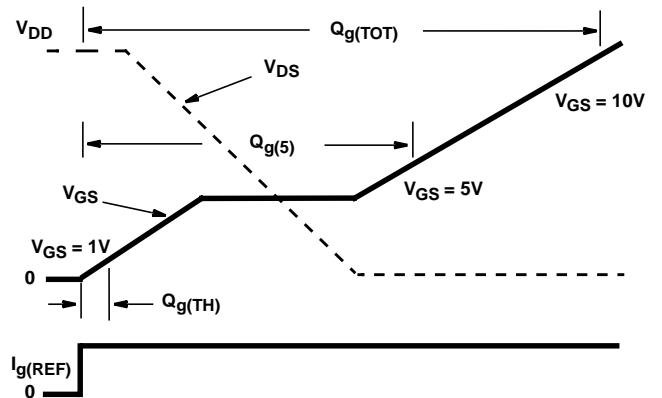 V_DD
Q_g(TOT)
V_DS
V_GS = 10V
Q_g(5)
V_GS
V_GS = 5V
V_GS = 1V
0
Q_g(TH)
I_g(REF)
0